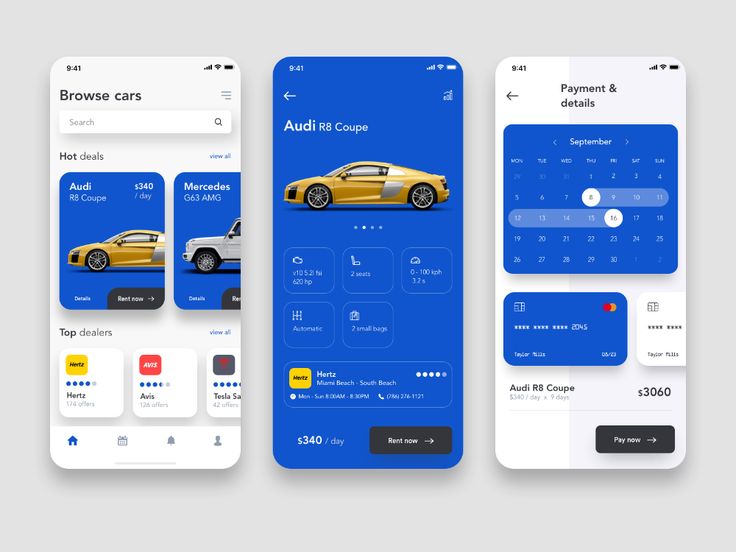 9:41
Browse cars
Search
Hot deals
view all
Audi
R8 Coupe
$340
/ day
Details
Rent now
Mercedes
G63 AMG
Details
Rent now
Top dealers
view all
Hertz
Hertz
174 offers
AVIS
Avis
126 offers
Tesla Sa
42 offers
9:41
Audi R8 Coupe
v10 5.2l fsi
620 hp
2 seats
0 - 100 kph
3.2 s
Automatic
2 small bags
Hertz
Hertz
Miami Beach - South Beach
Mon - Sun 8:00AM - 8:30PM
(786) 276-1121
$340 / day
Rent now
9:41
Payment &
details
September
MON TUE WED THU FRI SAT SUN
29 30 31 1 2 3 4
5 6 7 8 9 10 11
12 13 14 15 16 17 18
19 20 21 22 23 24 25
26 27 28 29 30 1 2
**** **** **** 2045
Taylor Mills
08/23
**** ****
Taylor Mills
Audi R8 Coupe
$340 / day x 9 days
$3060
Pay now